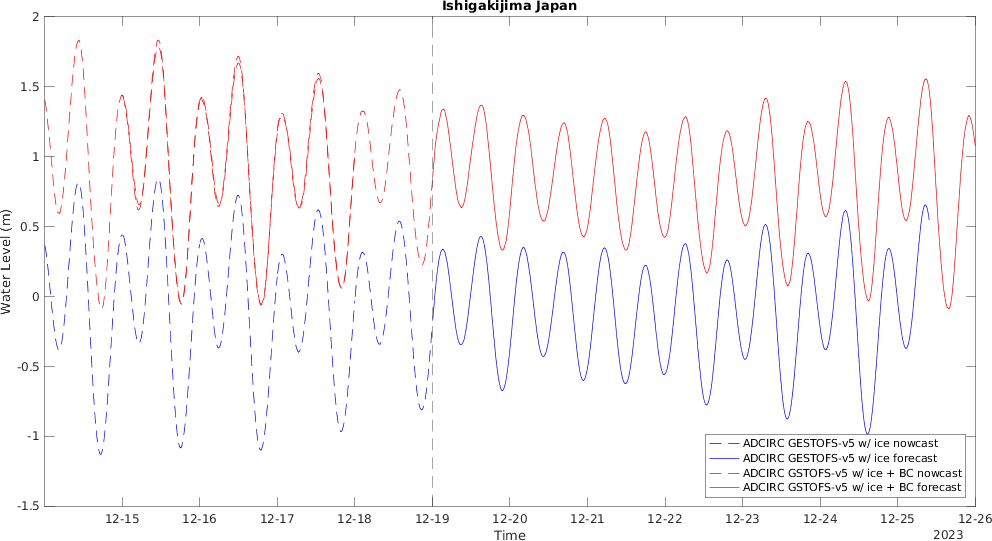 Ishigakijima Japan
2
1.5
1
0.5
0
-0.5
-1
-1.5
Water Level (m)
ADCIRC GESTOFS-v5 w/ ice nowcast
ADCIRC GESTOFS-v5 w/ ice forecast
ADCIRC GSTOFS-v5 w/ ice + BC nowcast
ADCIRC GSTOFS-v5 w/ ice + BC forecast
12-15 12-16 12-17 12-18 12-19 12-20 12-21 12-22 12-23 12-24 12-25 12-26
Time
2023